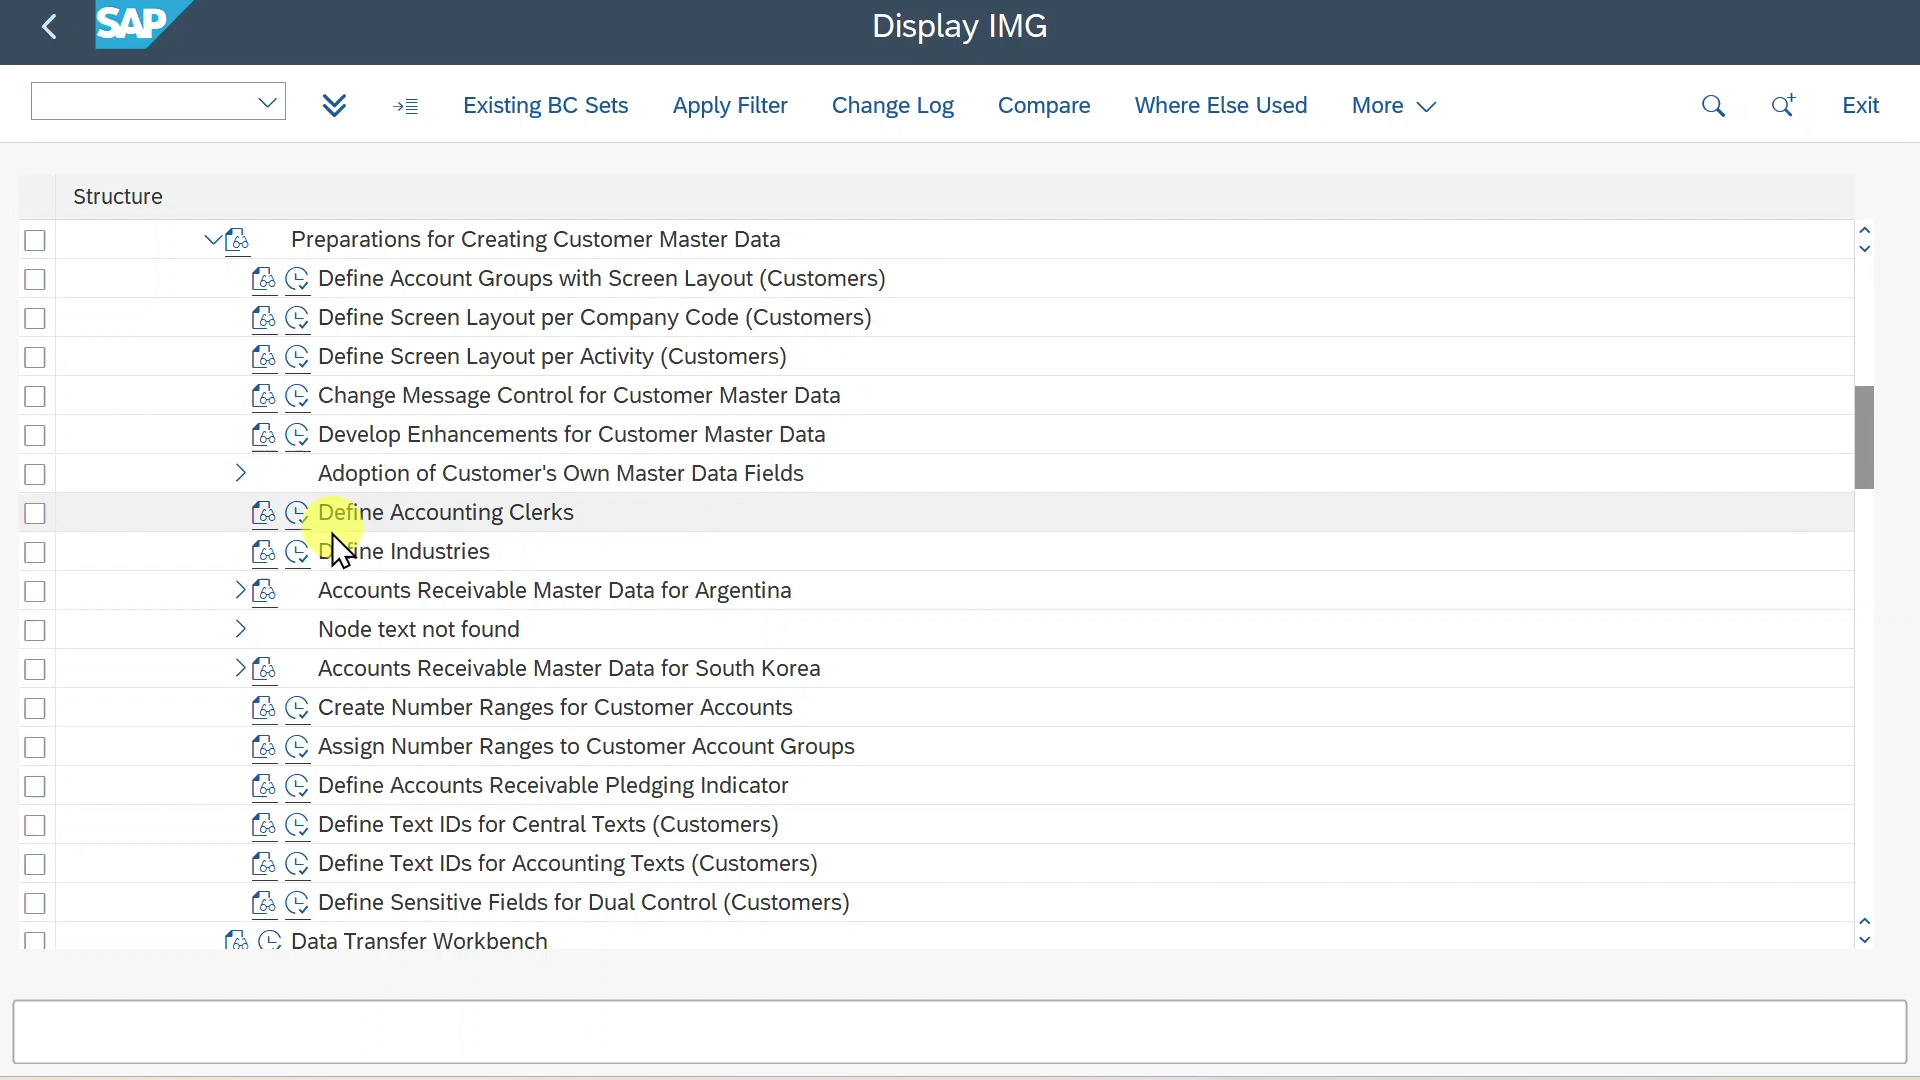 SAP
Display IMG
Existing BC Sets
Apply Filter
Change Log
Compare
Where Else Used
More
Exit
Structure
Preparations for Creating Customer Master Data
Define Account Groups with Screen Layout (Customers)
Define Screen Layout per Company Code (Customers)
Define Screen Layout per Activity (Customers)
Change Message Control for Customer Master Data
Develop Enhancements for Customer Master Data
Adoption of Customer's Own Master Data Fields
Define Accounting Clerks
Define Industries
Accounts Receivable Master Data for Argentina
Node text not found
Accounts Receivable Master Data for South Korea
Create Number Ranges for Customer Accounts
Assign Number Ranges to Customer Account Groups
Define Accounts Receivable Pledging Indicator
Define Text IDs for Central Texts (Customers)
Define Text IDs for Accounting Texts (Customers)
Define Sensitive Fields for Dual Control (Customers)
Data Transfer Workbench